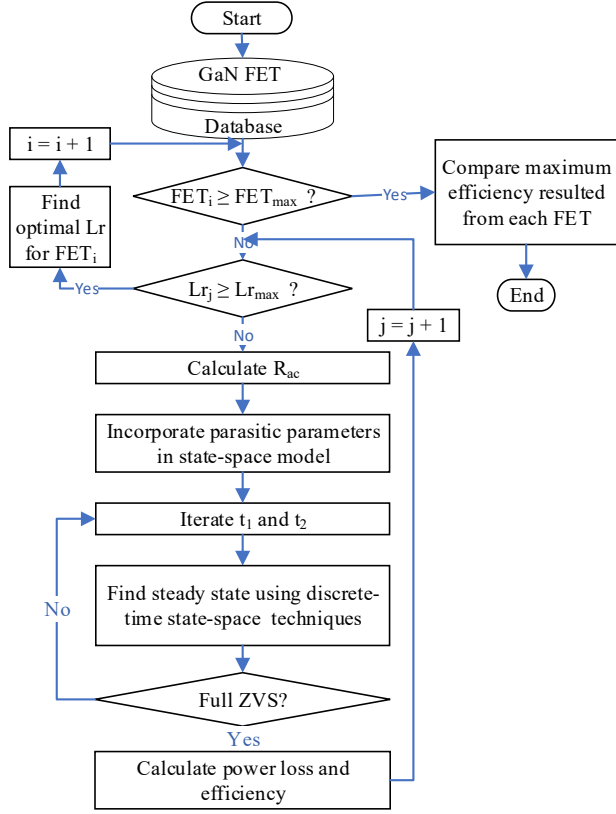 Start
GaN FET
Database
i = i + 1
FETᵢ ≥ FETmax ?
Yes
Compare maximum
efficiency resulted
from each FET
Find
optimal Lr
for FETᵢ
No
End
Lrⱼ ≥ Lrmax ?
Yes
j = j + 1
No
Calculate Rac
Incorporate parasitic parameters
in state-space model
Iterate t₁ and t₂
Find steady state using discrete-
time state-space techniques
No
Full ZVS?
Yes
Calculate power loss and
efficiency